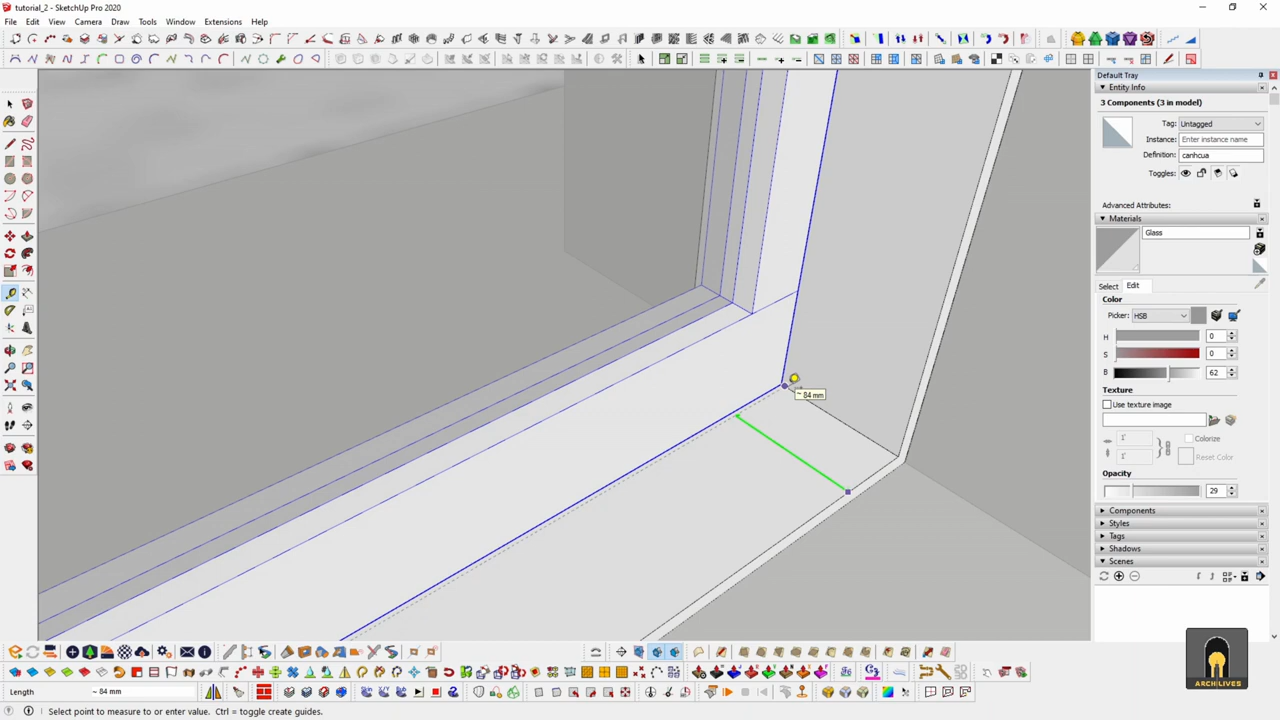 tutorial_2 - SketchUp Pro 2020
File Edit View Camera Draw Tools Window Extensions Help
Default Tray
Entity Info
3 Components (3 in model)
Tag: Untagged
Instance: Enter instance name
Definition: canhcua
Toggles:
Advanced Attributes:
Materials
Glass
Select Edit
Color
Picker: HSB
H 0
S 0
B 62
Texture
Use texture image
1'
Colorize
1'
Reset Color
Opacity
29
Components
Styles
Tags
Shadows
Scenes
~ 84 mm
ARCHLIVES
Length ~ 84 mm
Select point to measure to or enter value. Ctrl = toggle create guides.